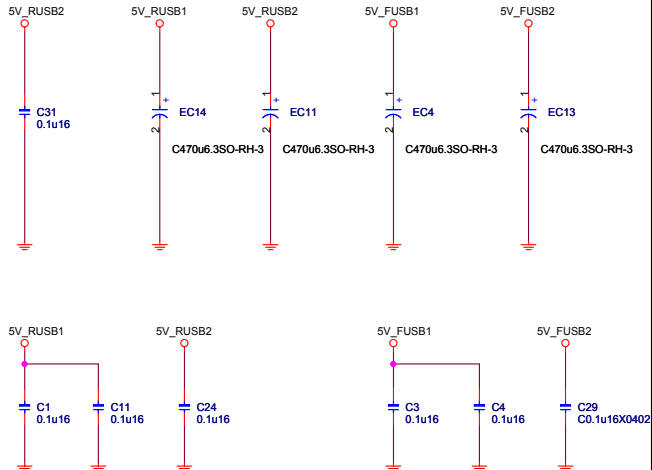 5V_RUSB2 5V_RUSB1 5V_RUSB2 5V_FUSB1 5V_FUSB2
1 1 1 1
+ + + +
C31 EC14 EC11 EC4 EC13
0.1u16
2 2 2 2
C470u6.3SO-RH-3 C470u6.3SO-RH-3 C470u6.3SO-RH-3 C470u6.3SO-RH-3
5V_RUSB1 5V_RUSB2 5V_FUSB1 5V_FUSB2
C1 C11 C24 C3 C4 C29
0.1u16 0.1u16 0.1u16 0.1u16 0.1u16 C0.1u16X0402